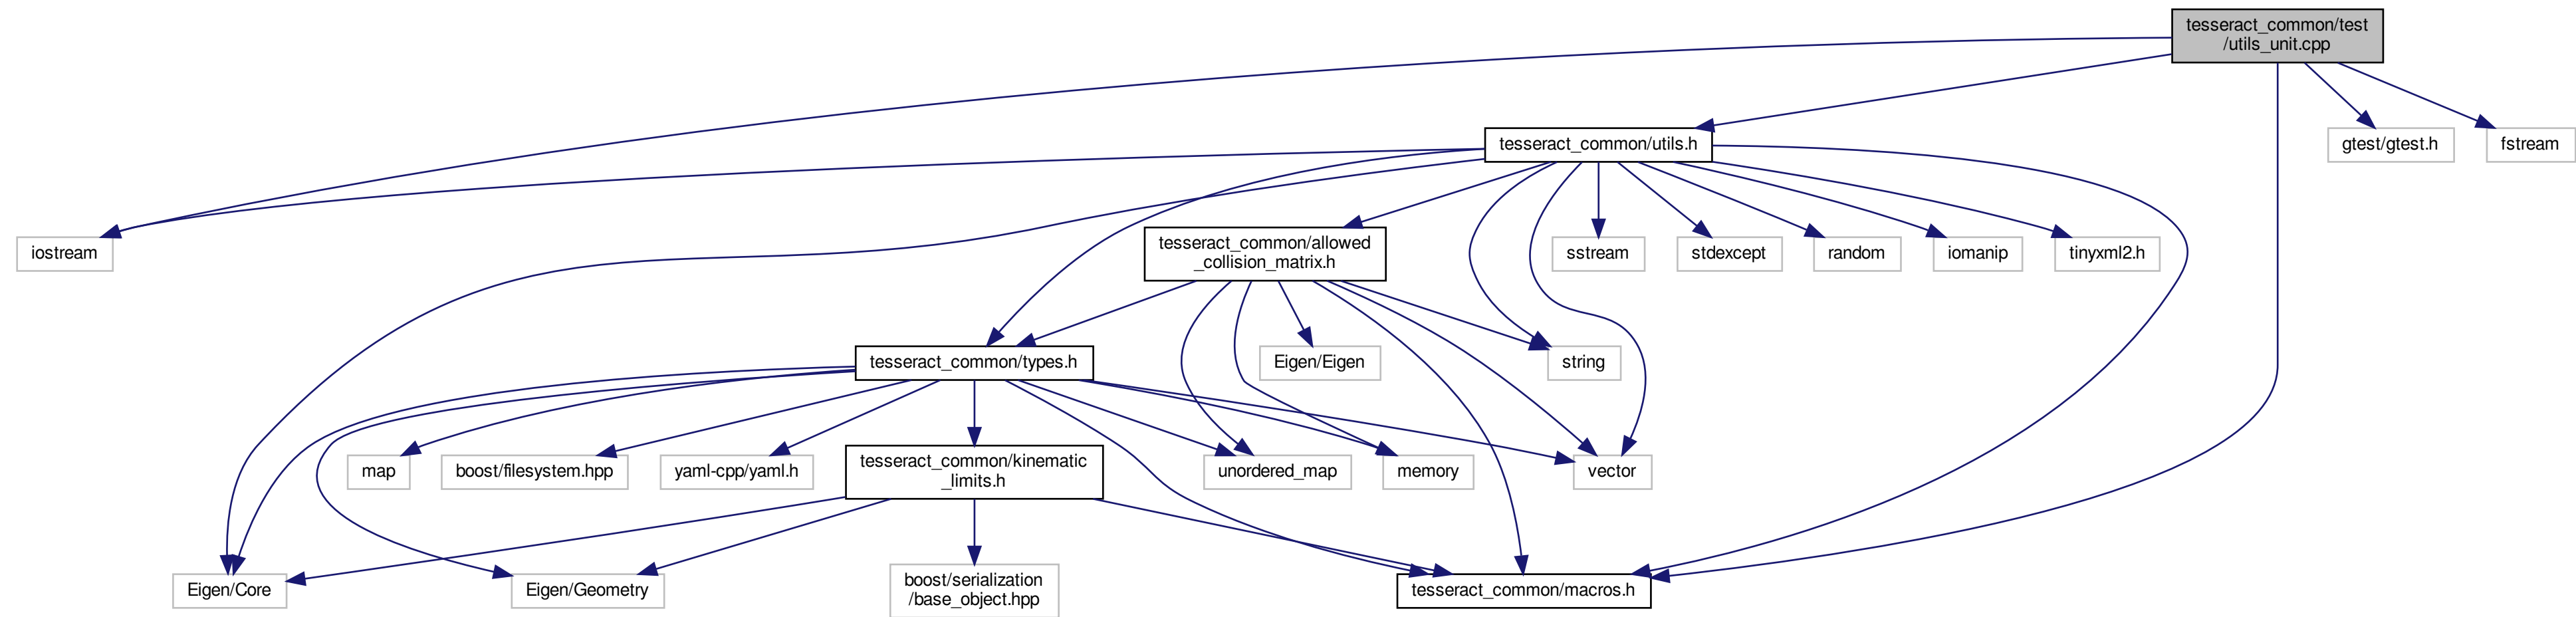 tesseract_common/test
/utils_unit.cpp
tesseract_common/utils.h
gtest/gtest.h
fstream
iostream
tesseract_common/allowed
_collision_matrix.h
sstream
stdexcept
random
iomanip
tinyxml2.h
tesseract_common/types.h
Eigen/Eigen
string
map
boost/filesystem.hpp
yaml-cpp/yaml.h
tesseract_common/kinematic
_limits.h
unordered_map
memory
vector
Eigen/Core
Eigen/Geometry
boost/serialization
/base_object.hpp
tesseract_common/macros.h